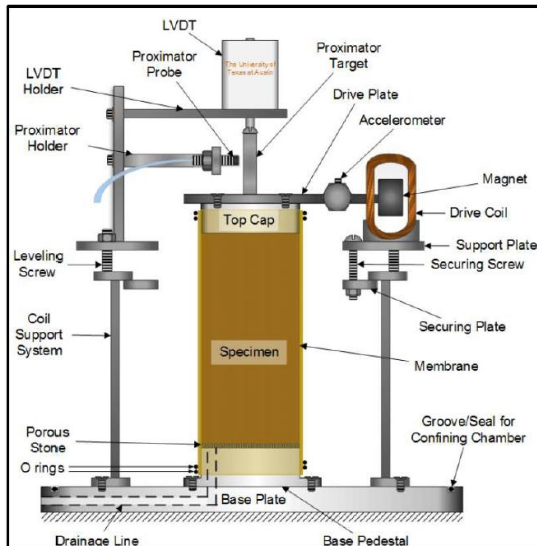 LVDT
Proximator
Probe
Proximator
Target
LVDT
Holder
The University of
Texas at Austin
Drive Plate
Accelerometer
Proximator
Holder
Magnet
Drive Coil
Top Cap
Support Plate
Leveling
Screw
Securing Screw
Coil
Support
System
Securing Plate
Specimen
Membrane
Porous
Stone
Groove/Seal for
Confining Chamber
O rings
Base Plate
Drainage Line
Base Pedestal